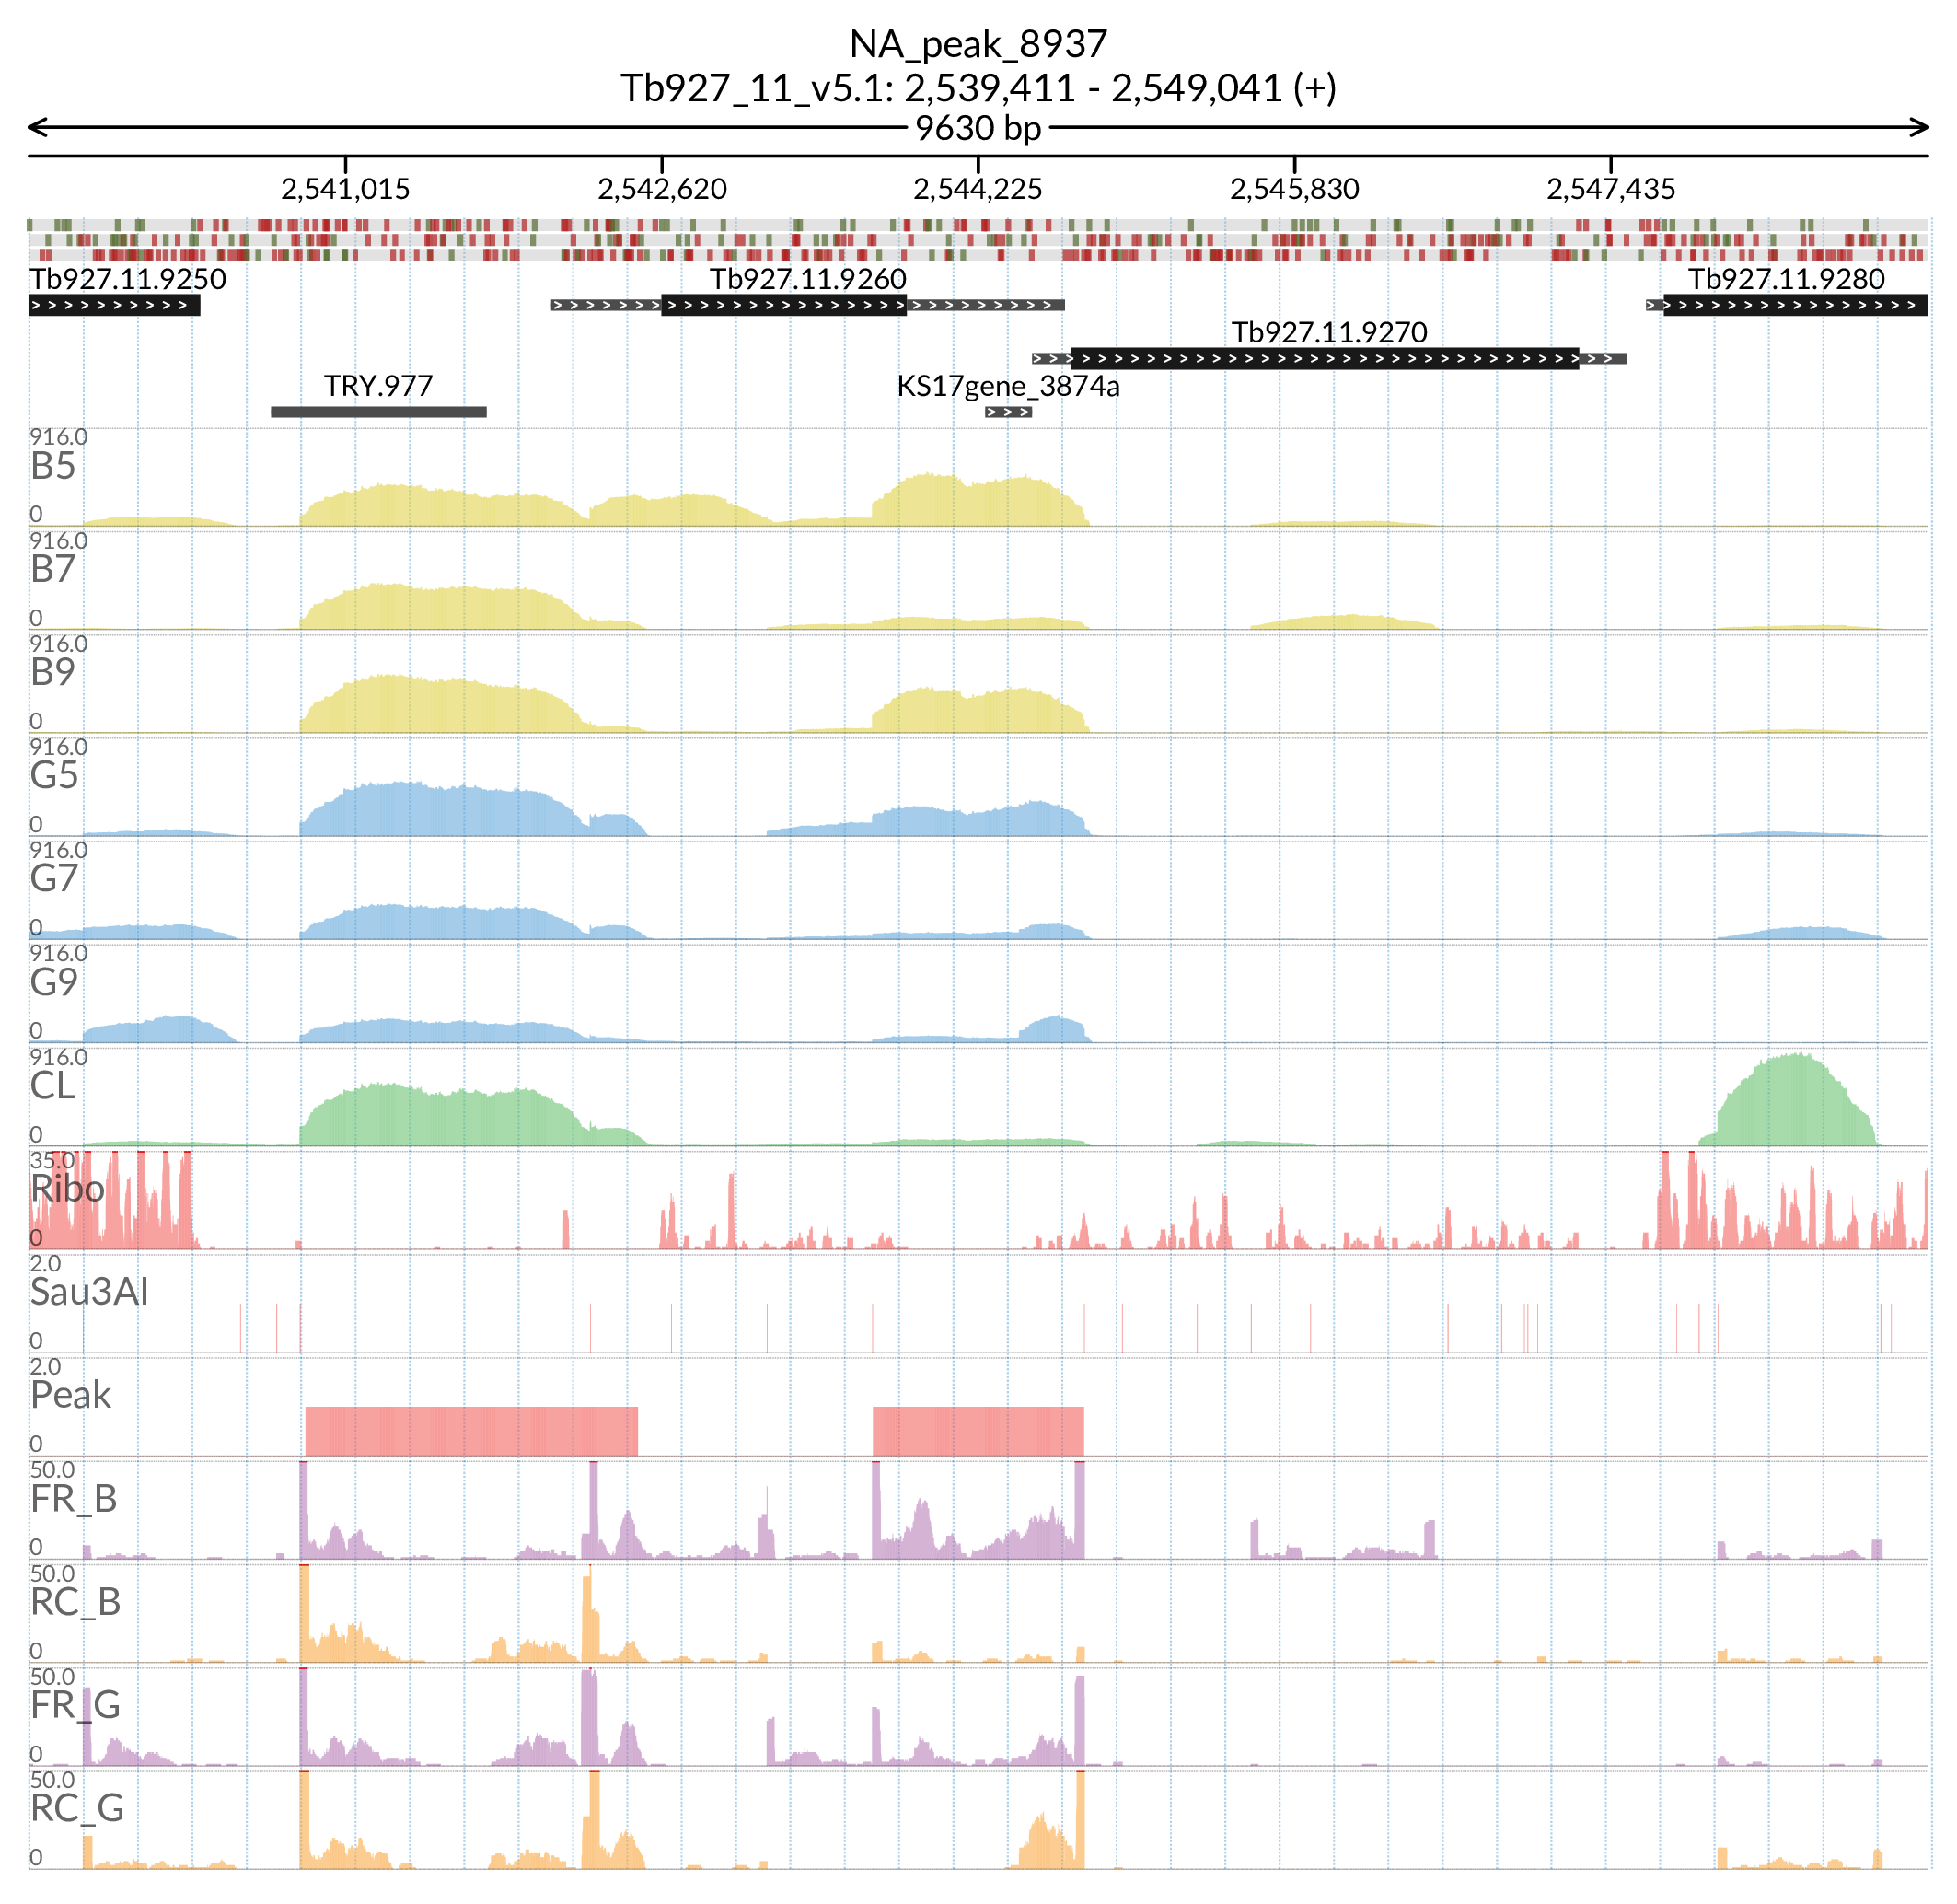 NA_peak_8937
Tb927_11_v5.1: 2,539,411 - 2,549,041 (+)
9630 bp
2,541,015 2,542,620 2,544,225 2,545,830 2,547,435
Tb927.11.9250 Tb927.11.9260 Tb927.11.9280
Tb927.11.9270
TRY.977 KS17gene_3874a
916.0
B5
0
916.0
B7
0
916.0
B9
0
916.0
G5
0
916.0
G7
0
916.0
G9
0
916.0
CL
0
35.0
Ribo
0
2.0
Sau3AI
0
2.0
Peak
0
50.0
FR_B
0
50.0
RC_B
0
50.0
FR_G
0
50.0
RC_G
0